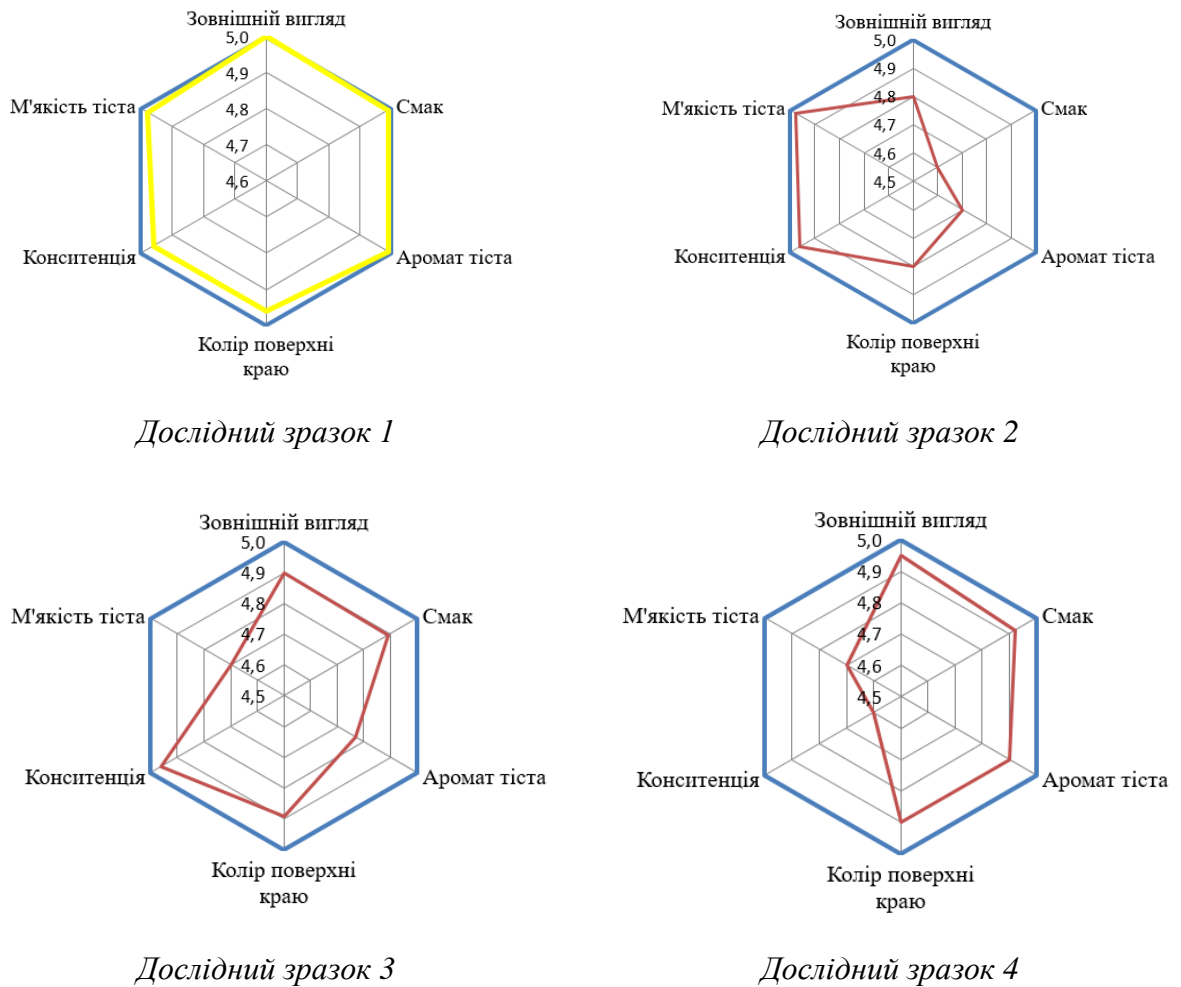 Зовнішній вигляд
5,0
4,9
4,8
4,7
4,6
М'якість тіста
Смак
Конситенція
Аромат тіста
Колір поверхні
краю
Дослідний зразок 1
Зовнішній вигляд
5,0
4,9
4,8
4,7
4,6
4,5
М'якість тіста
Смак
Конситенція
Аромат тіста
Колір поверхні
краю
Дослідний зразок 2
Зовнішній вигляд
5,0
4,9
4,8
4,7
4,6
4,5
М'якість тіста
Смак
Конситенція
Аромат тіста
Колір поверхні
краю
Дослідний зразок 3
Зовнішній вигляд
5,0
4,9
4,8
4,7
4,6
4,5
М'якість тіста
Смак
Конситенція
Аромат тіста
Колір поверхні
краю
Дослідний зразок 4